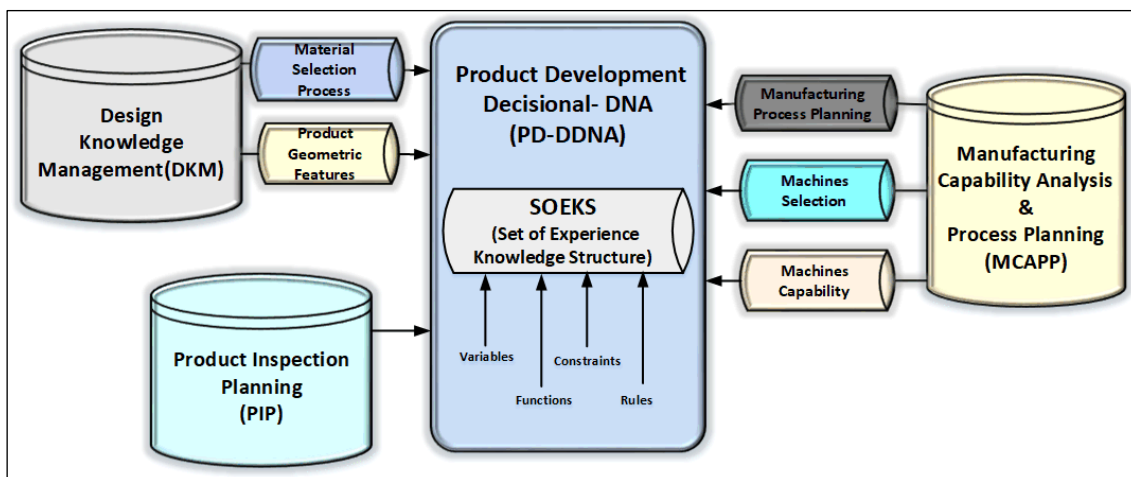 Design
Knowledge
Management(DKM)
Material
Selection
Process
Product
Geometric
Features
Product Inspection
Planning
(PIP)
Product Development
Decisional- DNA
(PD-DDNA)
SOEKS
(Set of Experience
Knowledge Structure)
Variables
Functions
Constraints
Rules
Manufacturing
Process Planning
Machines
Selection
Machines
Capability
Manufacturing
Capability Analysis
&
Process Planning
(MCAPP)